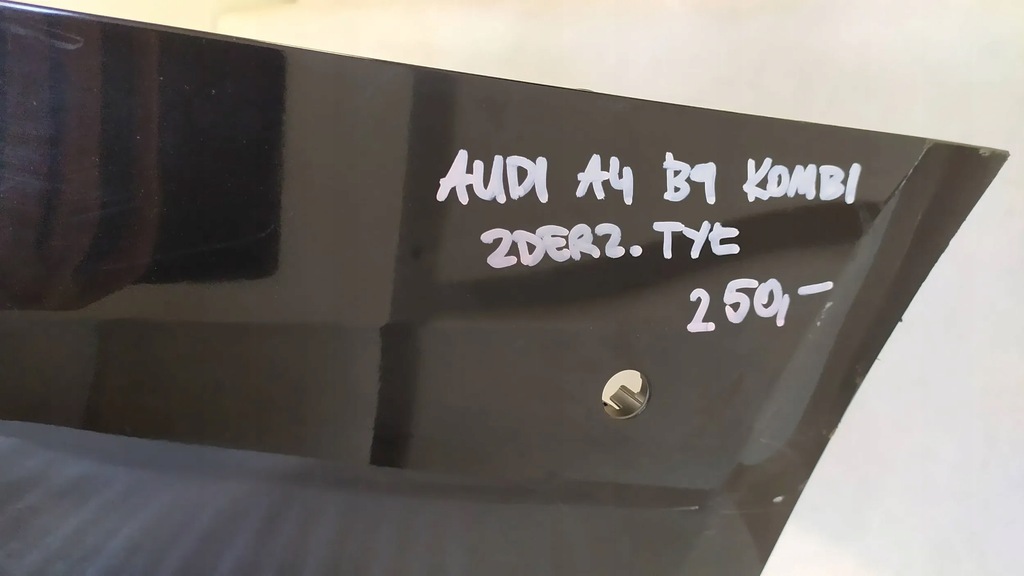 AUDI A4 B9 KOMBI
ZDERZ. TYŁ
250,-